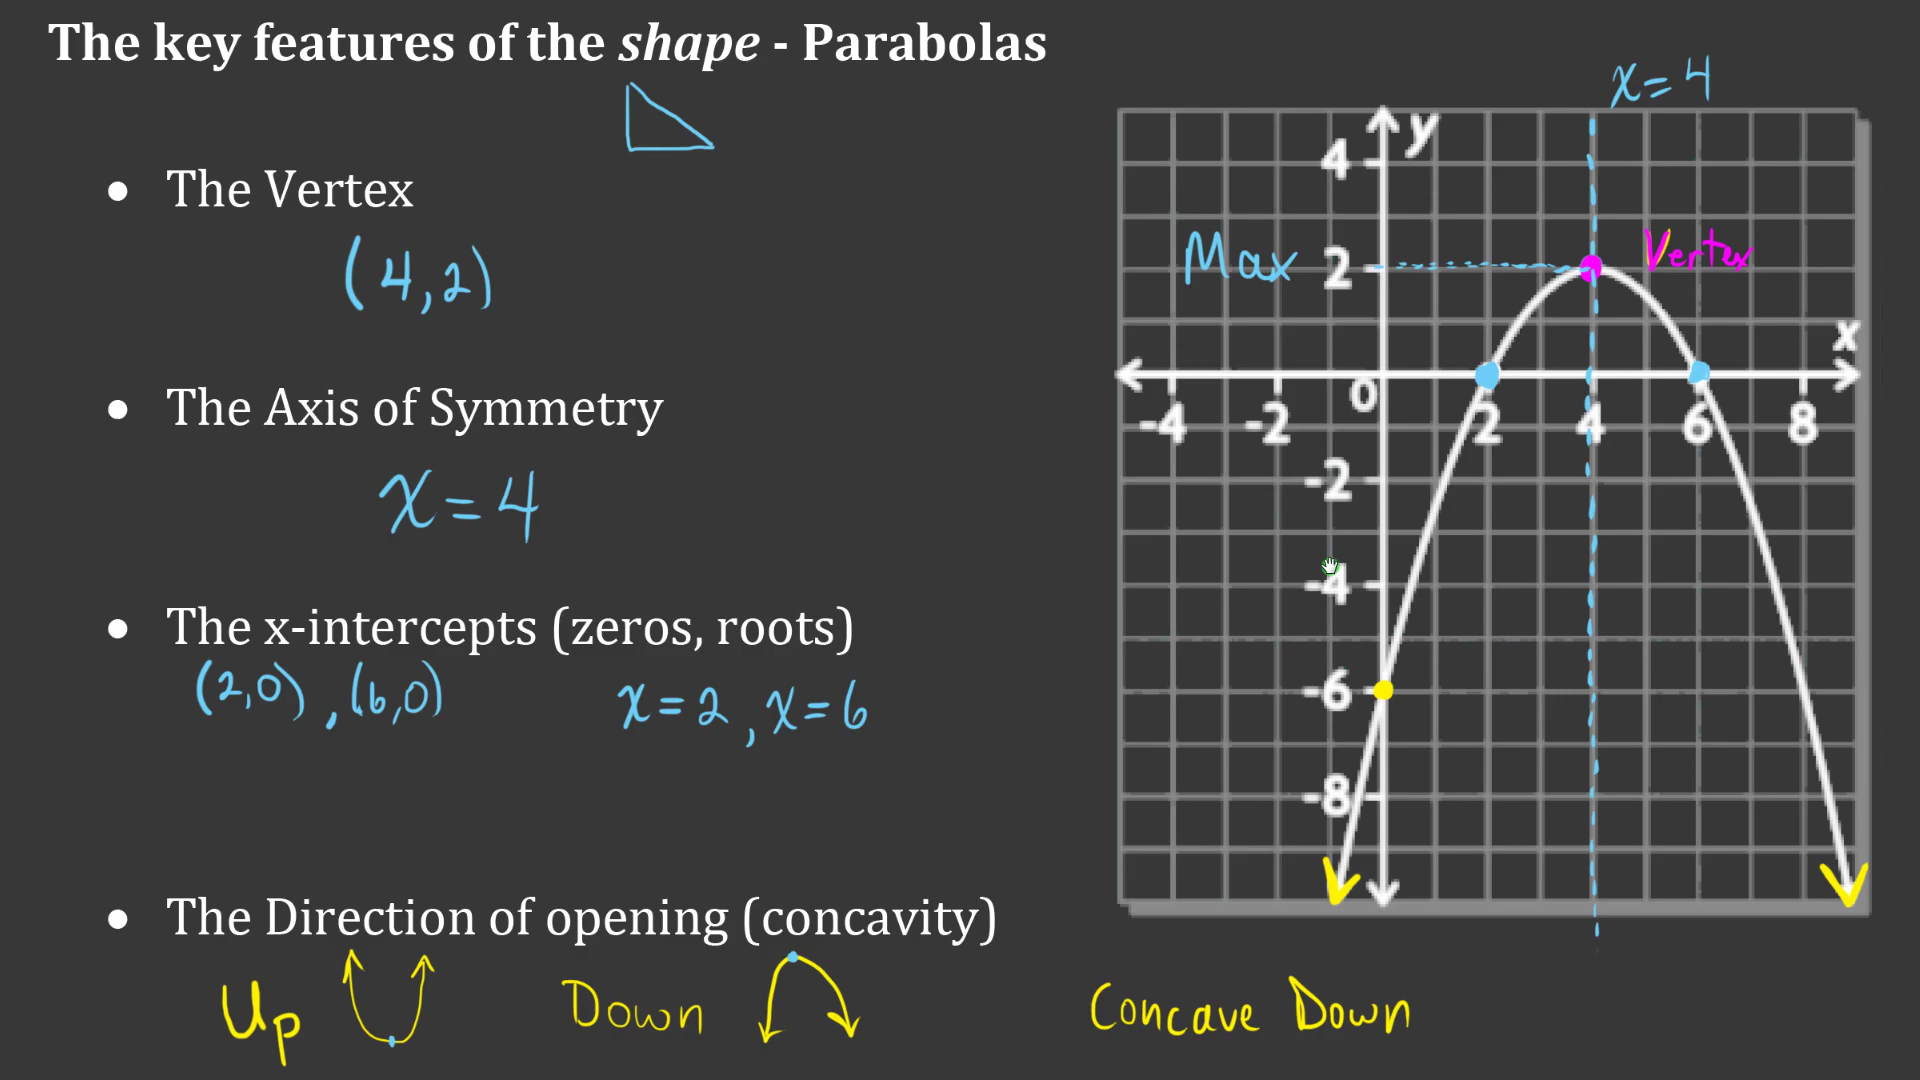 The key features of the shape - Parabolas
● The Vertex
(4,2)
● The Axis of Symmetry
x = 4
● The x-intercepts (zeros, roots)
(2,0) , (6,0) x = 2 , x = 6
● The Direction of opening (concavity)
Up Down Concave Down
x = 4
y
4
Max 2 Vertex
x
-4 -2 0 2 4 6 8
-2
-4
-6
-8